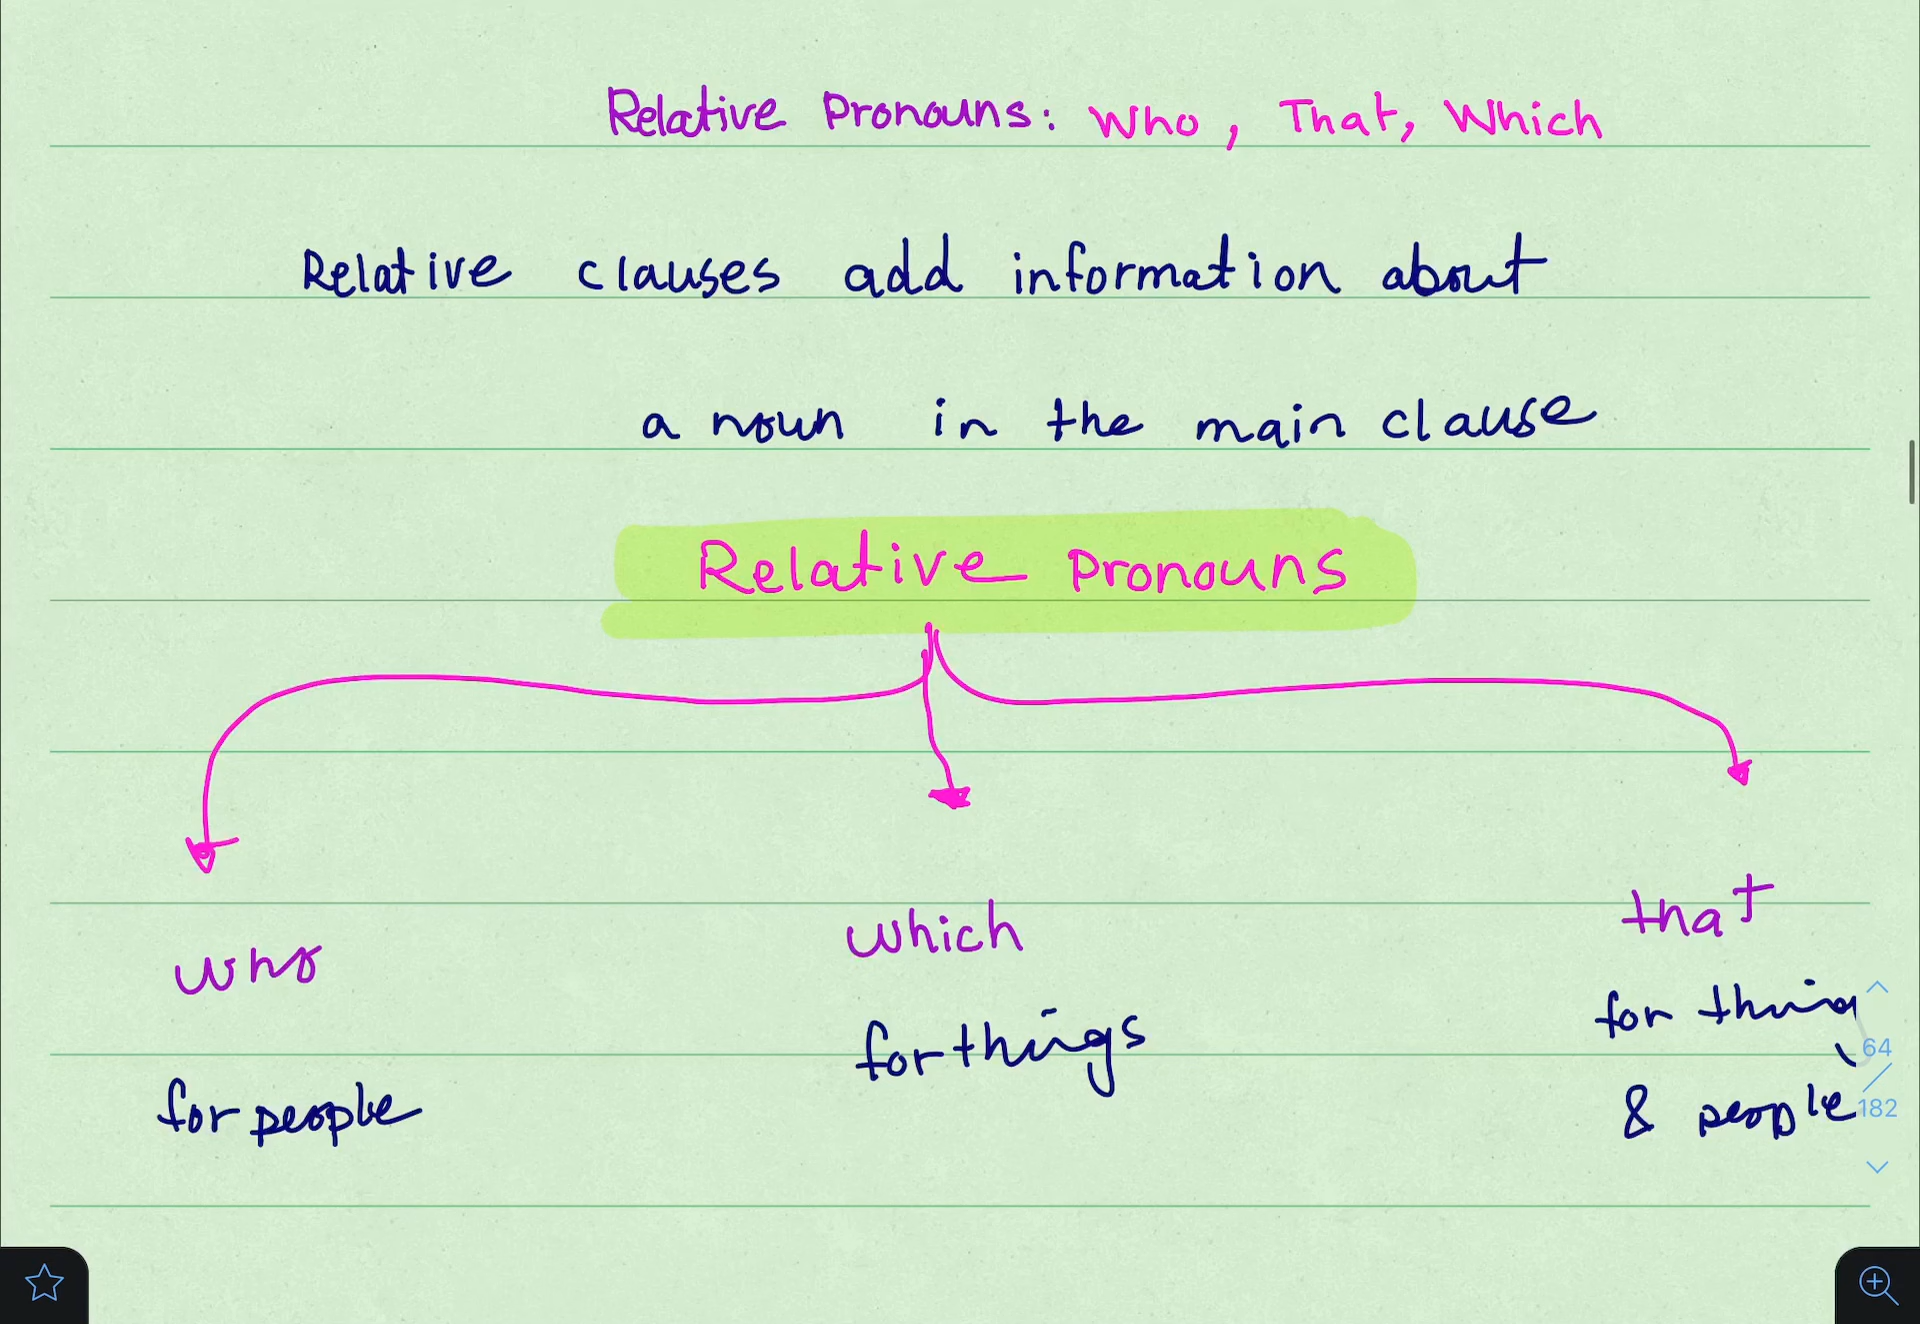 Relative Pronouns: Who, That, Which
Relative clauses add information about
a noun in the main clause
Relative Pronouns
who
which
that
for people
for things
for things
& people
64
182